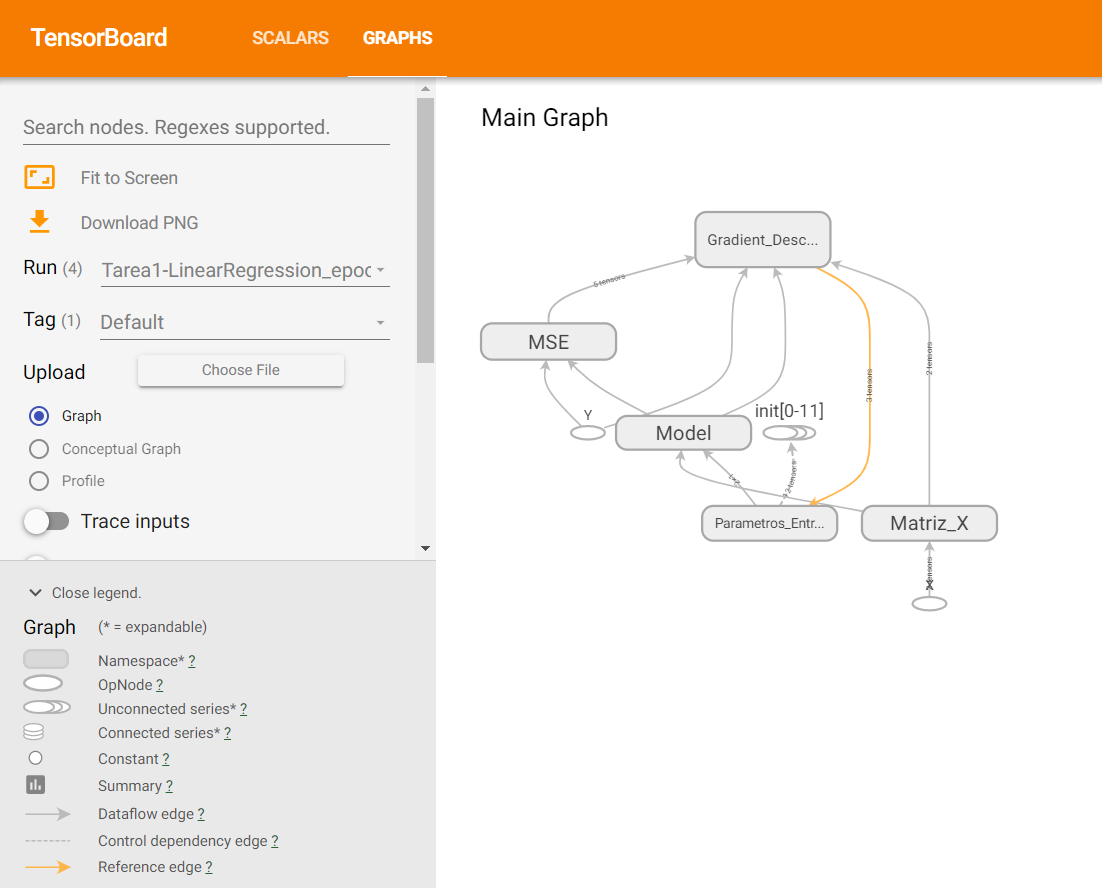 TensorBoard
SCALARS
GRAPHS
Search nodes. Regexes supported.
Fit to Screen
Download PNG
Run (4) Tarea1-LinearRegression_epoc
Tag (1) Default
Upload Choose File
Graph
Conceptual Graph
Profile
Trace inputs
Close legend.
Graph (* = expandable)
Namespace* ?
OpNode ?
Unconnected series* ?
Connected series* ?
Constant ?
Summary ?
Dataflow edge ?
Control dependency edge ?
Reference edge ?
Main Graph
Gradient_Desc...
5 tensors
MSE
2 tensors
3 tensors
Y
init[0-11]
Model
Parametros_Entr...
Matriz_X
X